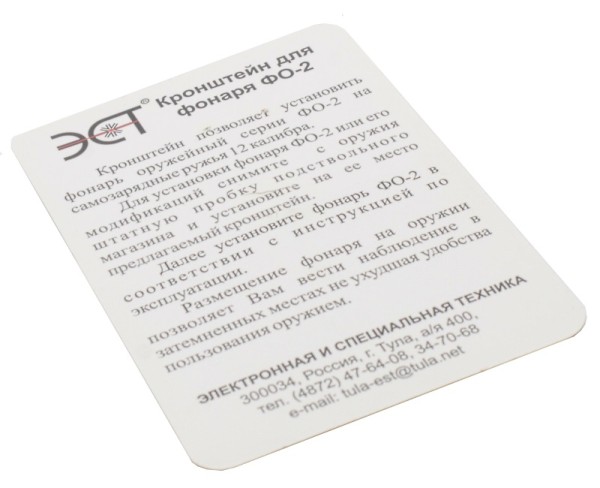 ЭСТ®
Кронштейн для
фонаря ФО-2
Кронштейн позволяет установить
фонарь оружейный серии ФО-2 на
самозарядные ружья 12 калибра.
Для установки фонаря ФО-2 или его
модификаций снимите с оружия
штатную пробку подствольного
магазина и установите на ее место
предлагаемый кронштейн.
Далее установите фонарь ФО-2 в
соответствии с инструкцией по
эксплуатации.
Размещение фонаря на оружии
позволяет Вам вести наблюдение в
затемненных местах не ухудшая удобства
пользования оружием.
ЭЛЕКТРОННАЯ И СПЕЦИАЛЬНАЯ ТЕХНИКА
300034, Россия, г. Тула, а/я 400,
тел. (4872) 47-64-08, 34-70-68
e-mail: tula-est@tula.net